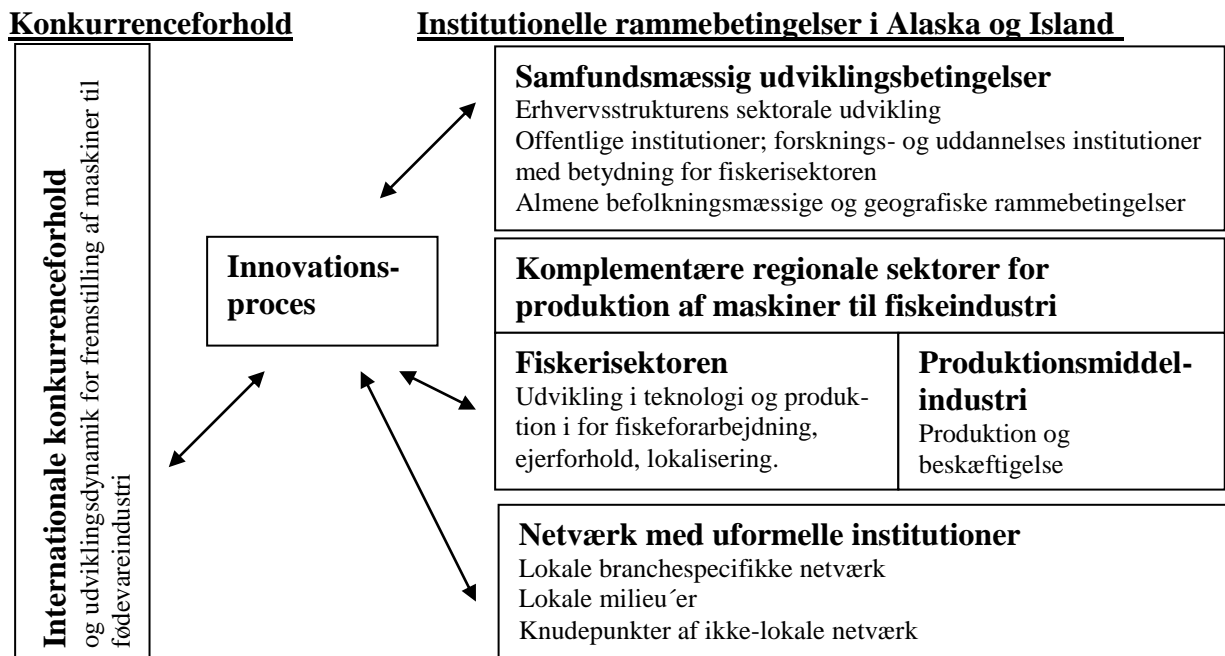 Konkurrenceforhold
Institutionelle rammebetingelser i Alaska og Island
Internationale konkurrenceforhold
og udviklingsdynamik for fremstilling af maskiner til
fødevareindustri
Innovations-
proces
Samfundsmæssig udviklingsbetingelser
Erhvervsstrukturens sektorale udvikling
Offentlige institutioner; forsknings- og uddannelses institutioner
med betydning for fiskerisektoren
Almene befolkningsmæssige og geografiske rammebetingelser
Komplementære regionale sektorer for
produktion af maskiner til fiskeindustri
Fiskerisektoren
Udvikling i teknologi og produk-
tion i for fiskeforarbejdning,
ejerforhold, lokalisering.
Produktionsmiddel-
industri
Produktion og
beskæftigelse
Netværk med uformelle institutioner
Lokale branchespecifikke netværk
Lokale milieu´er
Knudepunkter af ikke-lokale netværk